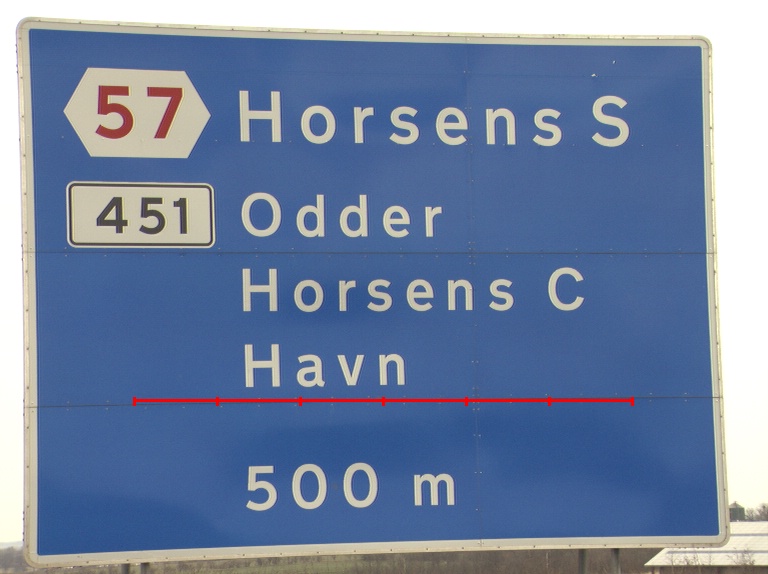 57 Horsens S
451 Odder
Horsens C
Havn
500 m